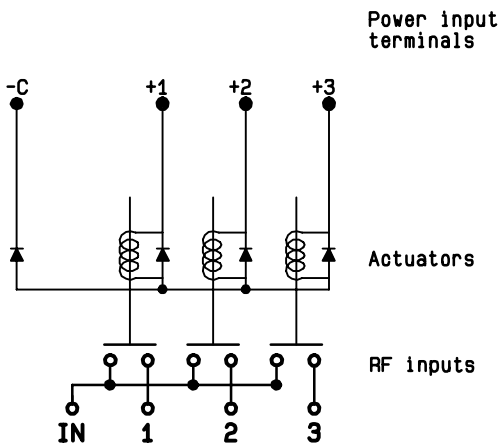 Power input
terminals
-C +1 +2 +3
Actuators
RF inputs
IN 1 2 3